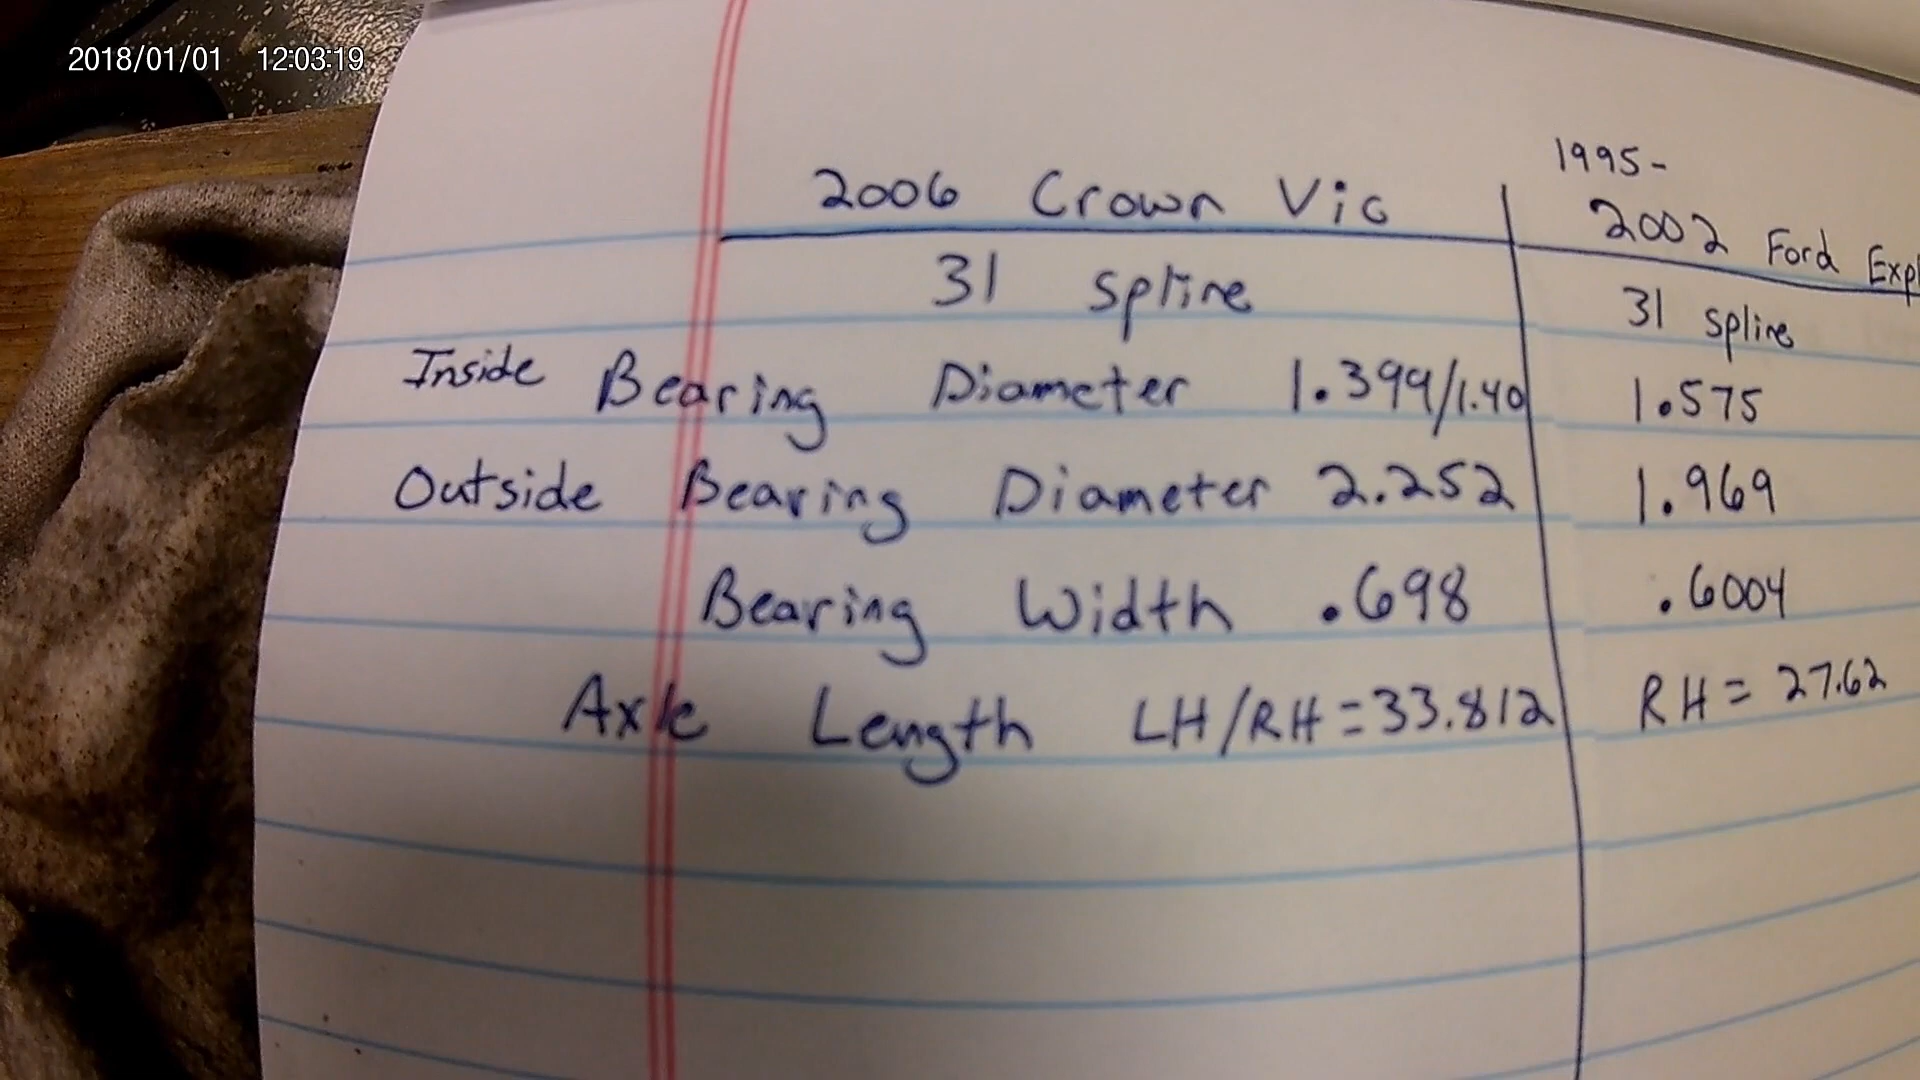 2018/01/01 12:03:19
1995-
2006 Crown Vic 2002 Ford Expl
31 spline 31 spline
Inside Bearing Diameter 1.399/1.40 1.575
Outside Bearing Diameter 2.252 1.969
Bearing Width .698 .6004
Axle Length LH/RH=33.812 RH= 27.62